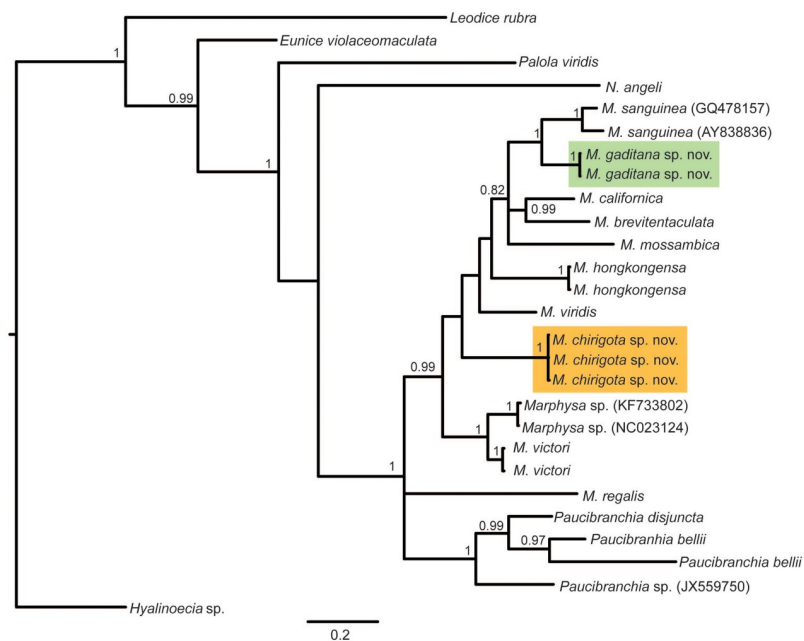 Leodice rubra
1
Eunice violaceomaculata
0.99
Palola viridis
1
N. angeli
1
M. sanguinea (GQ478157)
1
M. sanguinea (AY838836)
1
M. gaditana sp. nov.
M. gaditana sp. nov.
0.82
M. californica
0.99
M. brevitentaculata
M. mossambica
1
M. hongkongensa
M. hongkongensa
M. viridis
1
M. chirigota sp. nov.
M. chirigota sp. nov.
M. chirigota sp. nov.
0.99
1
Marphysa sp. (KF733802)
1
Marphysa sp. (NC023124)
1
M. victori
M. victori
1
M. regalis
Paucibranchia disjuncta
0.99
0.97
Paucibranhia bellii
1
Paucibranchia bellii
Paucibranchia sp. (JX559750)
Hyalinoecia sp.
0.2